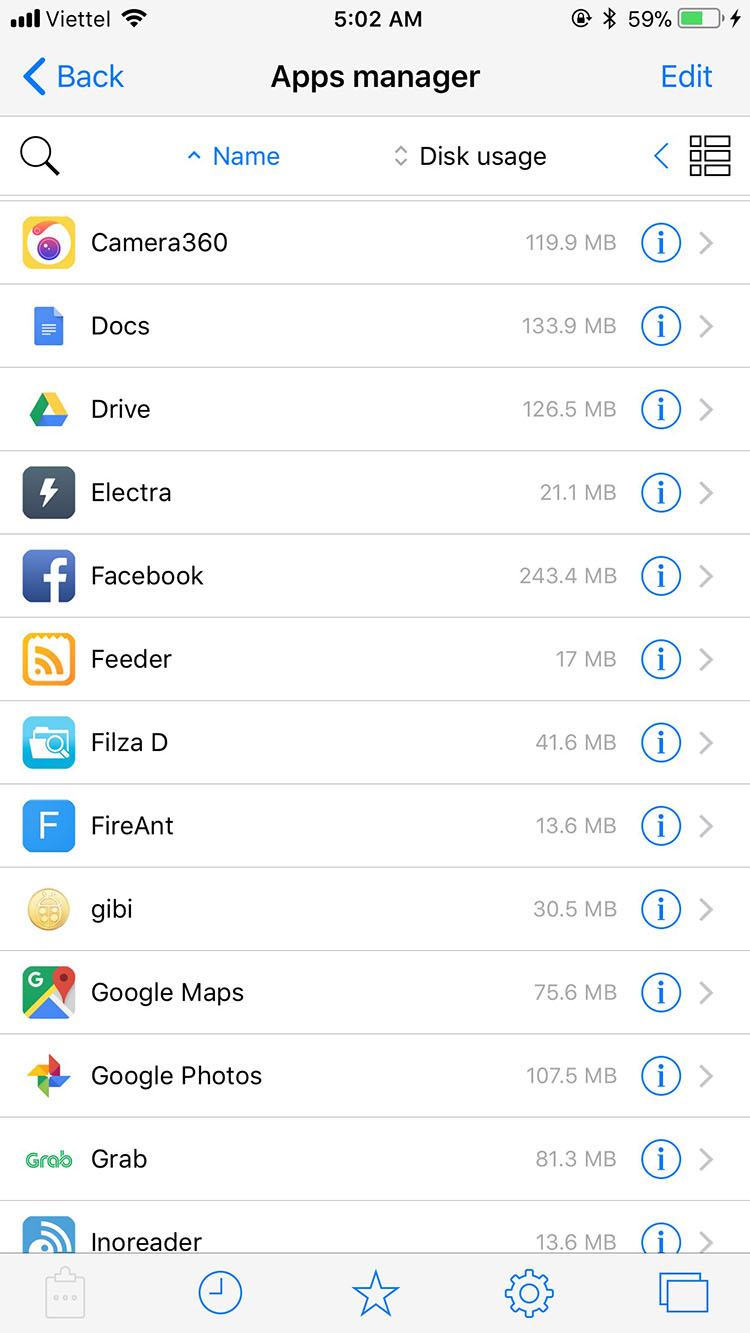 Viettel 5:02 AM 59%
Back Apps manager Edit
Name Disk usage
Camera360 119.9 MB
Docs 133.9 MB
Drive 126.5 MB
Electra 21.1 MB
Facebook 243.4 MB
Feeder 17 MB
Filza D 41.6 MB
F FireAnt 13.6 MB
gibi 30.5 MB
G Google Maps 75.6 MB
Google Photos 107.5 MB
Grab Grab 81.3 MB
Inoreader 13.6 MB